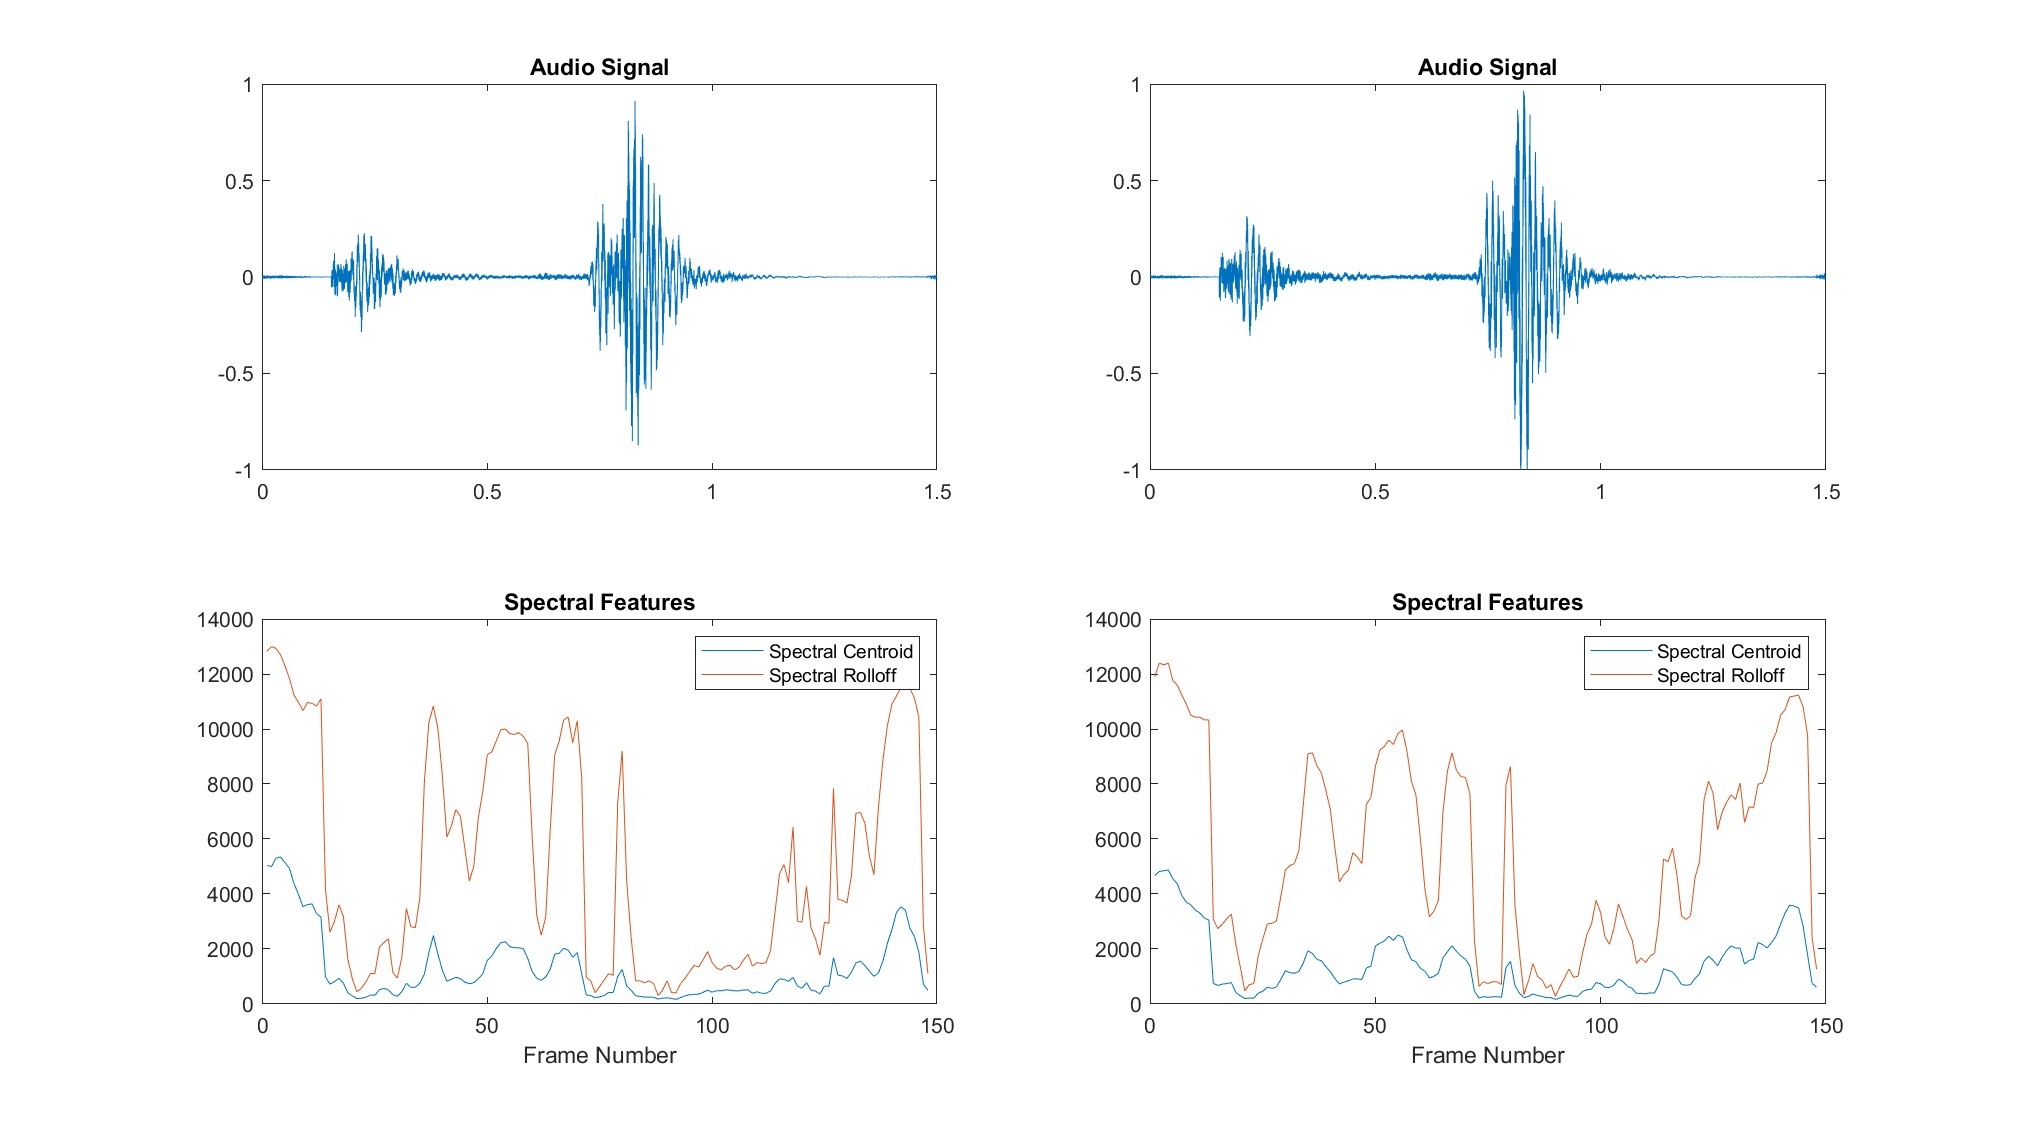 Audio Signal
1
0.5
0
-0.5
-1
0 0.5 1 1.5
Audio Signal
1
0.5
0
-0.5
-1
0 0.5 1 1.5
Spectral Features
14000
12000
10000
8000
6000
4000
2000
0
Spectral Centroid
Spectral Rolloff
0 50 100 150
Frame Number
Spectral Features
14000
12000
10000
8000
6000
4000
2000
0
Spectral Centroid
Spectral Rolloff
0 50 100 150
Frame Number